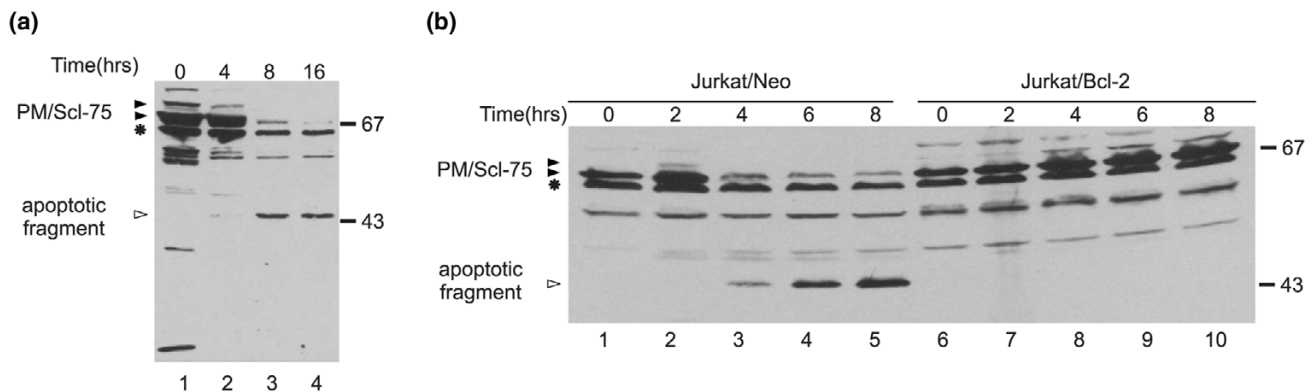 (a)
Time(hrs) 0 4 8 16
PM/Scl-75
67
apoptotic
fragment
43
1 2 3 4
(b)
Jurkat/Neo Jurkat/Bcl-2
Time(hrs) 0 2 4 6 8 0 2 4 6 8
67
PM/Scl-75
apoptotic
fragment
43
1 2 3 4 5 6 7 8 9 10